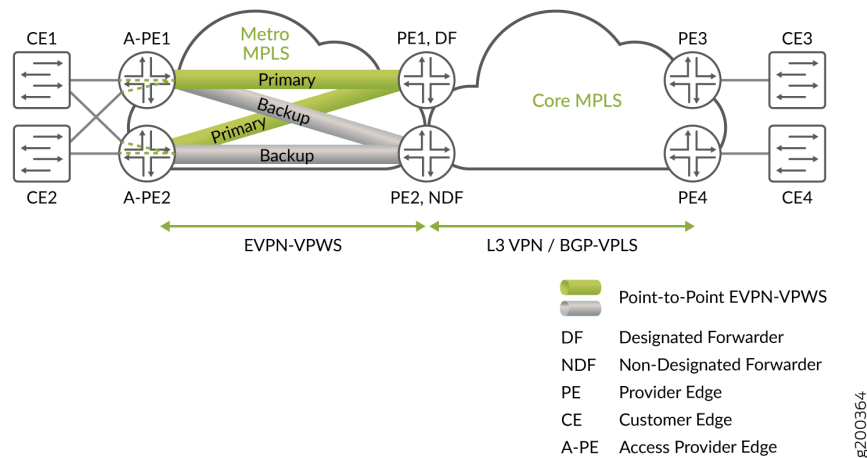 CE1
A-PE1
Metro
MPLS
PE1, DF
PE3
CE3
Primary
Backup
Primary
Backup
Core MPLS
CE2
A-PE2
PE2, NDF
PE4
CE4
EVPN-VPWS
L3 VPN / BGP-VPLS
Point-to-Point EVPN-VPWS
DF Designated Forwarder
NDF Non-Designated Forwarder
PE Provider Edge
CE Customer Edge
A-PE Access Provider Edge
g200364